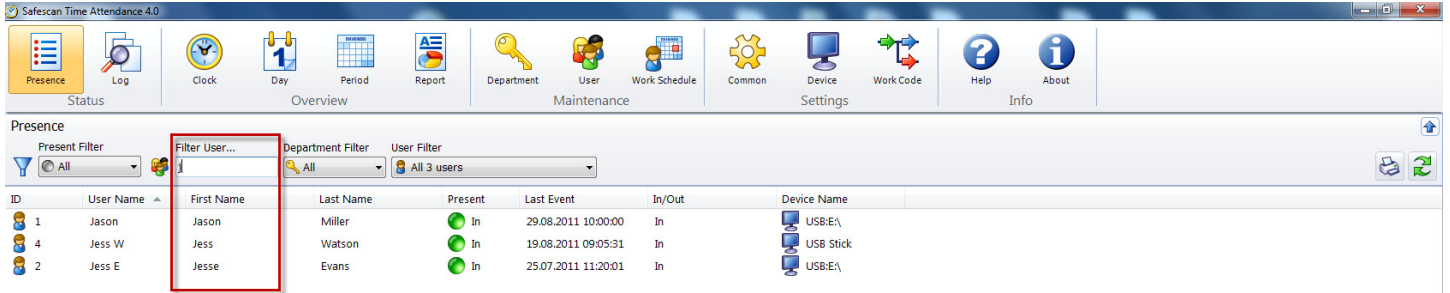 Safescan Time Attendance 4.0
Presence Log Clock Day Period Report Department User Work Schedule Common Device Work Code Help About
Status Overview Maintenance Settings Info
Presence
Present Filter Filter User... Department Filter User Filter
All j All All 3 users
ID User Name First Name Last Name Present Last Event In/Out Device Name
1 Jason Jason Miller In 29.08.2011 10:00:00 In USB:E:\
4 Jess W Jess Watson In 19.08.2011 09:05:31 In USB Stick
2 Jess E Jesse Evans In 25.07.2011 11:20:01 In USB:E:\